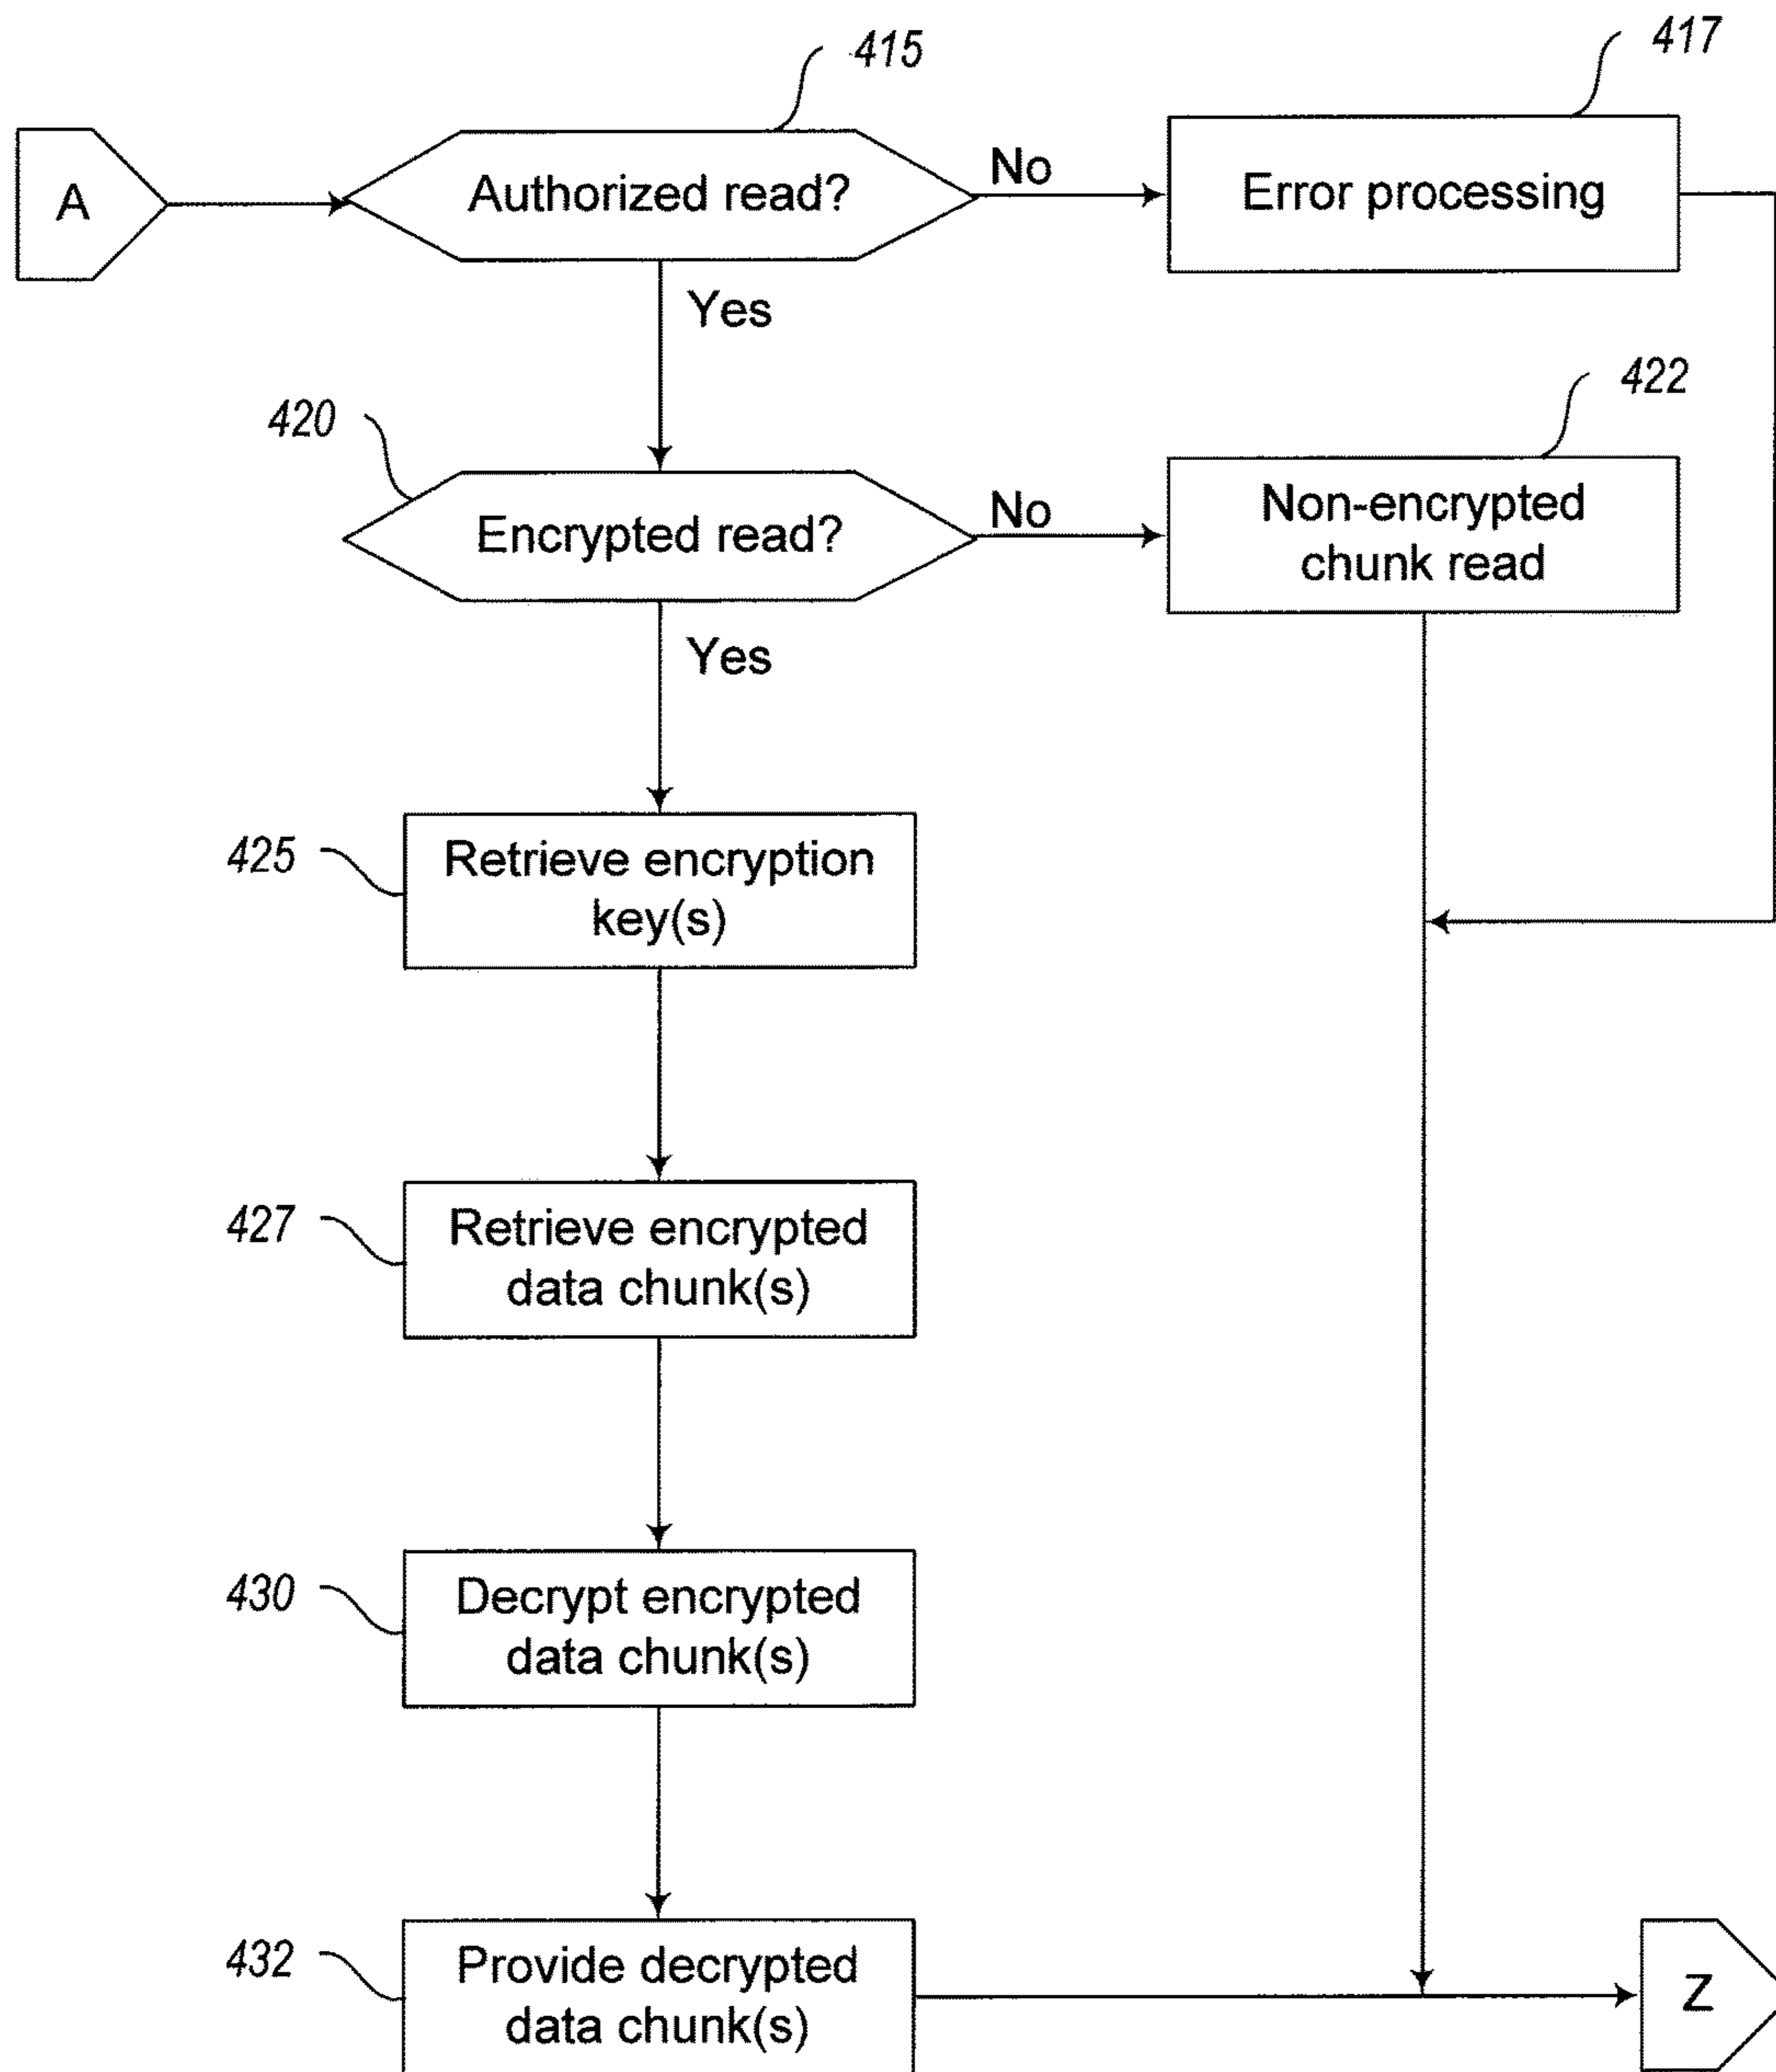 415
417
A
Authorized read?
No
Error processing
Yes
422
420
Encrypted read?
No
Non-encrypted
chunk read
Yes
425
Retrieve encryption
key(s)
427
Retrieve encrypted
data chunk(s)
430
Decrypt encrypted
data chunk(s)
432
Provide decrypted
data chunk(s)
Z